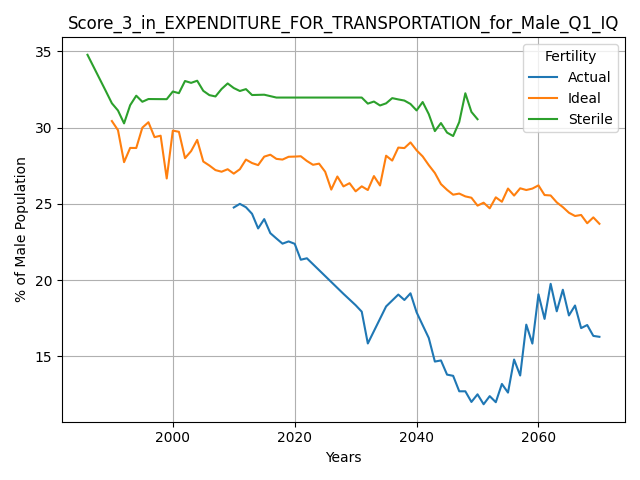 Score_3_in_EXPENDITURE_FOR_TRANSPORTATION_for_Male_Q1_IQ
Fertility
Actual
Ideal
Sterile
% of Male Population
35
30
25
20
15
2000
2020
2040
2060
Years